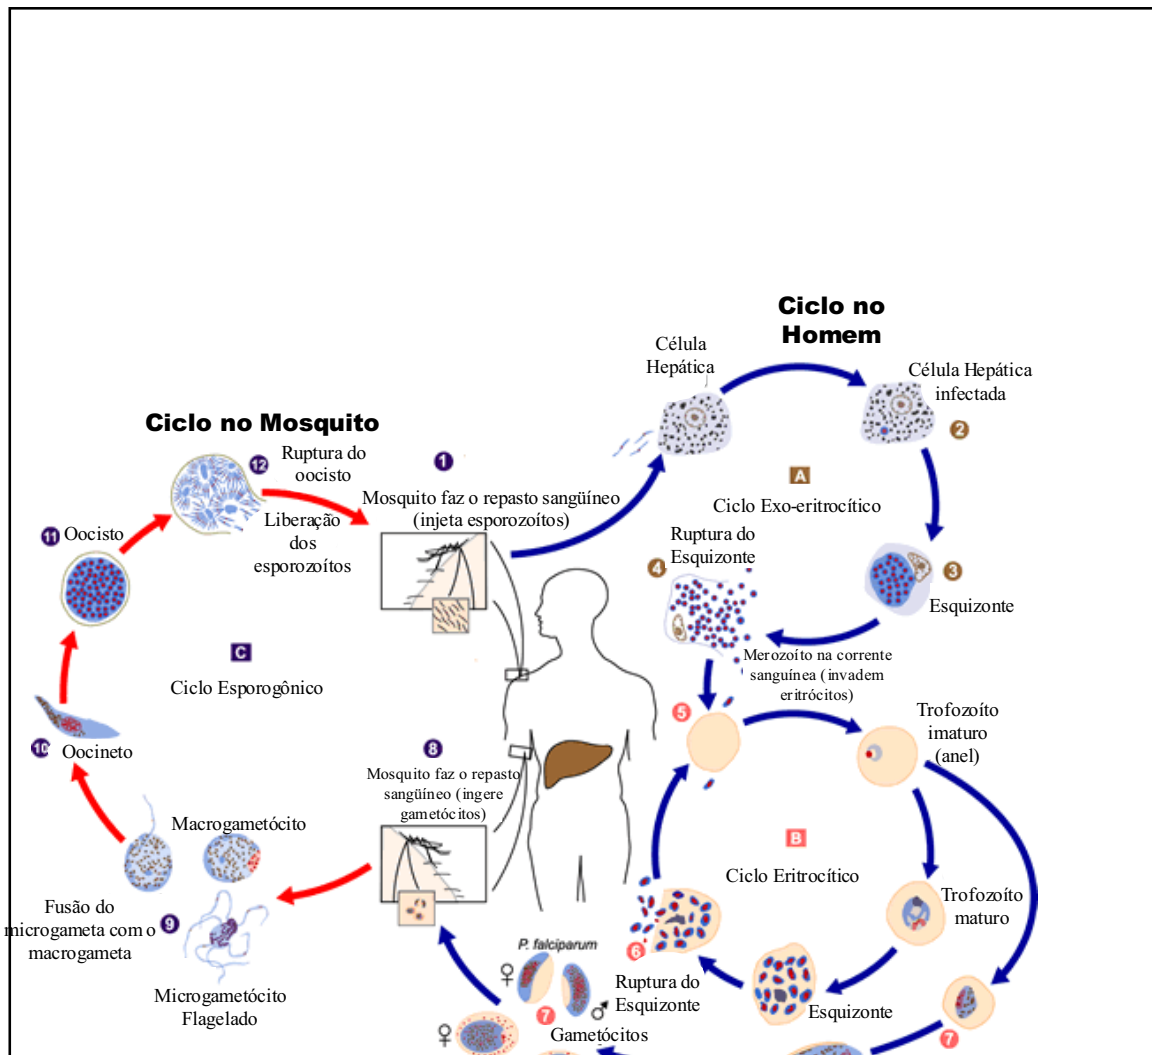 Ciclo no
Homem
Célula
Hepática
Célula Hepática
infectada
2
Ciclo no Mosquito
12
Ruptura do
oocisto
1
Mosquito faz o repasto sangüíneo
(injeta esporozoítos)
A
Ciclo Exo-eritrocítico
Liberação
dos
esporozoítos
11
Oocisto
Ruptura do
Esquizonte
4
3
Esquizonte
C
Ciclo Esporogônico
Merozoíto na corrente
sanguínea (invadem
eritrócitos)
5
Trofozoíto
imaturo
(anel)
10
Oocineto
8
Mosquito faz o repasto
sangüíneo (ingere
gametócitos)
Macrogametócito
B
Ciclo Eritrocítico
Trofozoíto
maturo
Fusão do
microgameta com o
macrogameta
9
Microgametócito
Flagelado
P. falciparum
♀
7
♂
Gametócitos
♀
6
Ruptura do
Esquizonte
Esquizonte
7